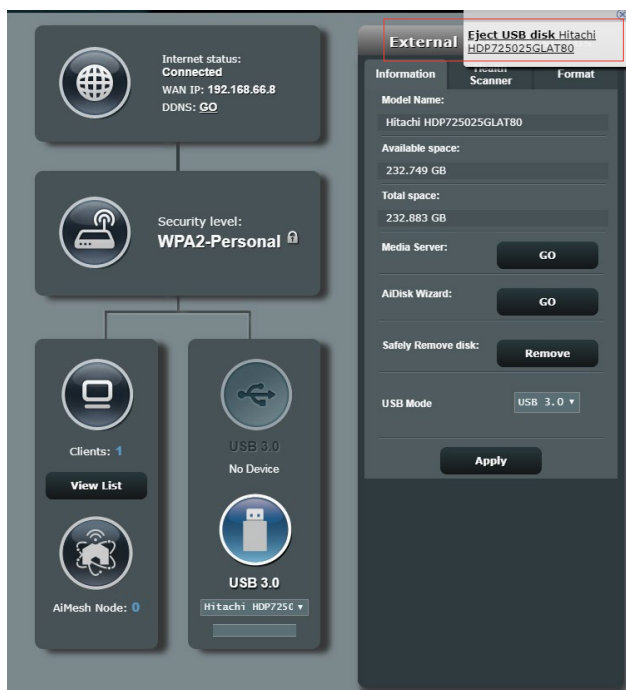 Internet status:
Connected
WAN IP: 192.168.66.8
DDNS: GO
Security level:
WPA2-Personal
Clients: 1
View List
AiMesh Node: 0
USB 3.0
No Device
USB 3.0
Hitachi HDP7250
External
Eject USB disk Hitachi
HDP725025GLAT80
Information
Health
Scanner
Format
Model Name:
Hitachi HDP725025GLAT80
Available space:
232.749 GB
Total space:
232.883 GB
Media Server:
GO
AiDisk Wizard:
GO
Safely Remove disk:
Remove
USB Mode
USB 3.0
Apply